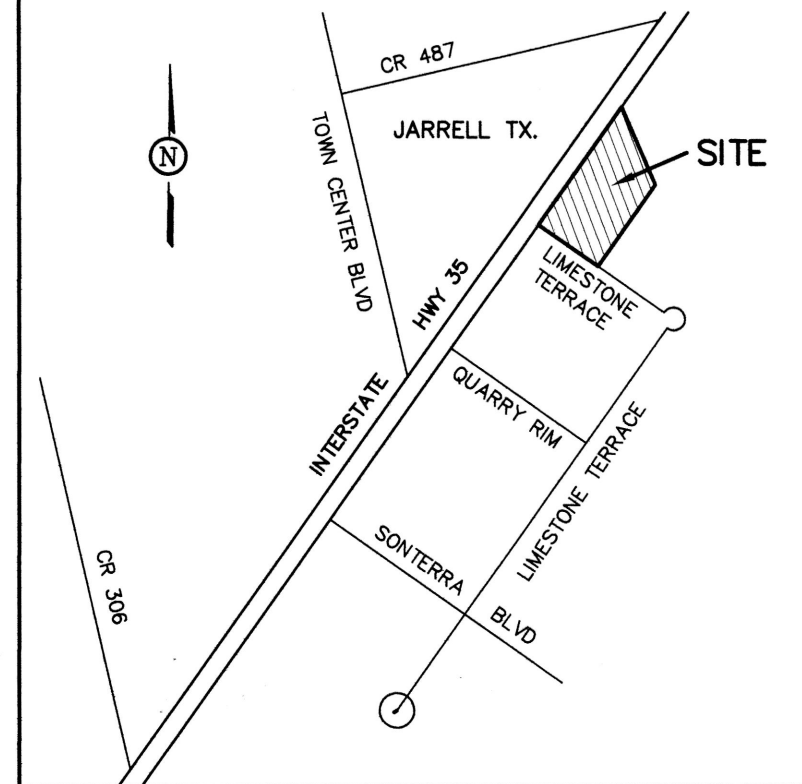 CR 487
TOWN CENTER BLVD
JARRELL TX.
N
SITE
LIMESTONE
TERRACE
INTERSTATE HWY 35
QUARRY RIM
LIMESTONE TERRACE
SONTERRA BLVD
CR 306